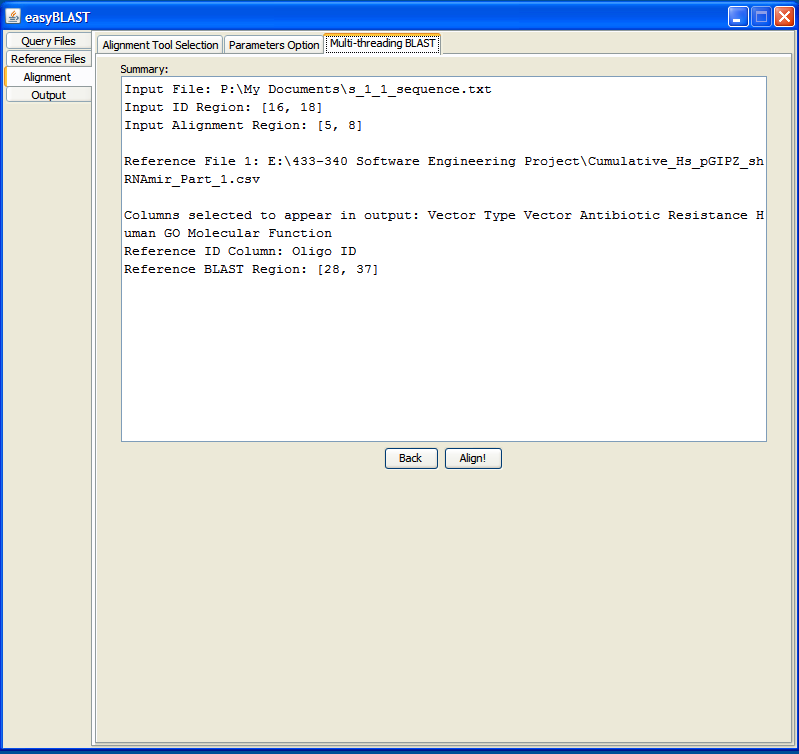 easyBLAST
Query Files
Reference Files
Alignment
Output
Alignment Tool Selection
Parameters Option
Multi-threading BLAST
Summary:
Input File: P:\My Documents\s_1_1_sequence.txt
Input ID Region: [16, 18]
Input Alignment Region: [5, 8]
Reference File 1: E:\433-340 Software Engineering Project\Cumulative_Hs_pGIPZ_sh
RNAmir_Part_1.csv
Columns selected to appear in output: Vector Type Vector Antibiotic Resistance H
uman GO Molecular Function
Reference ID Column: Oligo ID
Reference BLAST Region: [28, 37]
Back
Align!